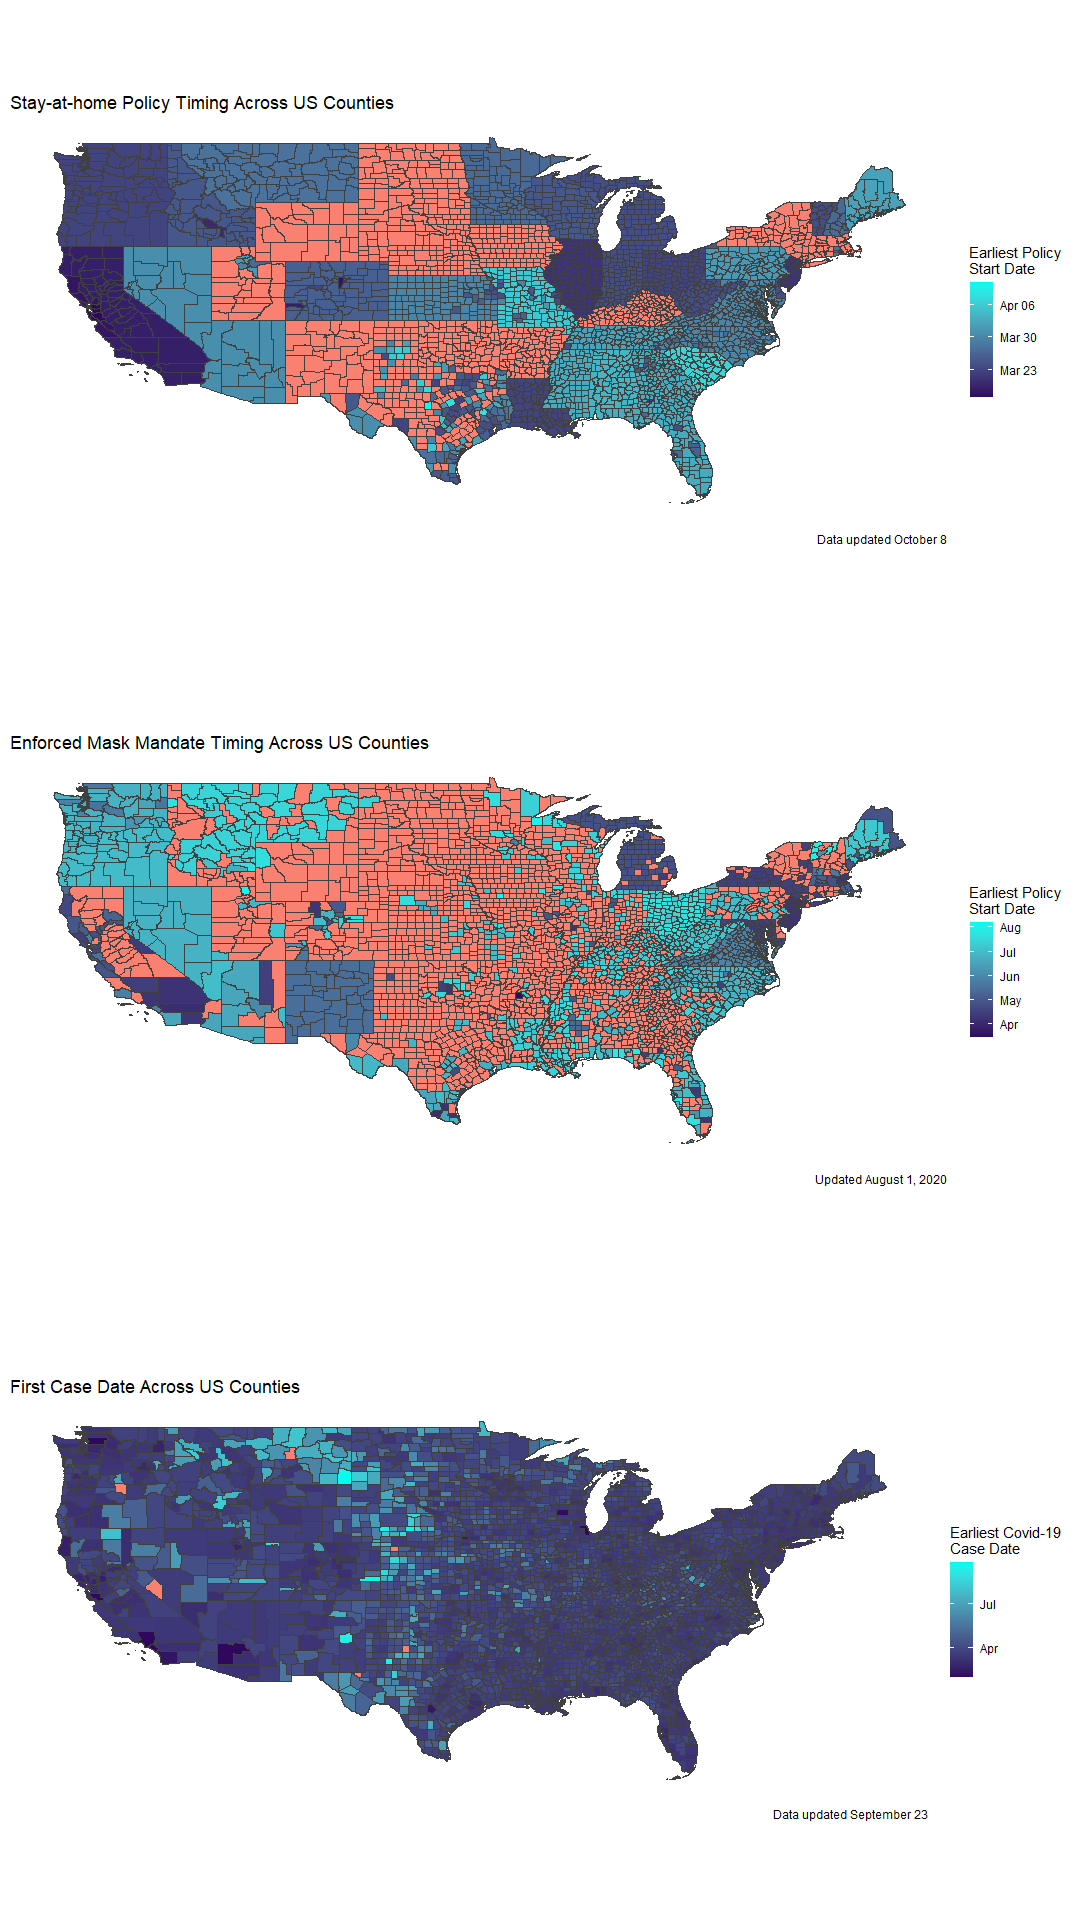 Stay-at-home Policy Timing Across US Counties
Earliest Policy
Start Date
Apr 06
Mar 30
Mar 23
Data updated October 8
Enforced Mask Mandate Timing Across US Counties
Earliest Policy
Start Date
Aug
Jul
Jun
May
Apr
Updated August 1, 2020
First Case Date Across US Counties
Earliest Covid-19
Case Date
Jul
Apr
Data updated September 23